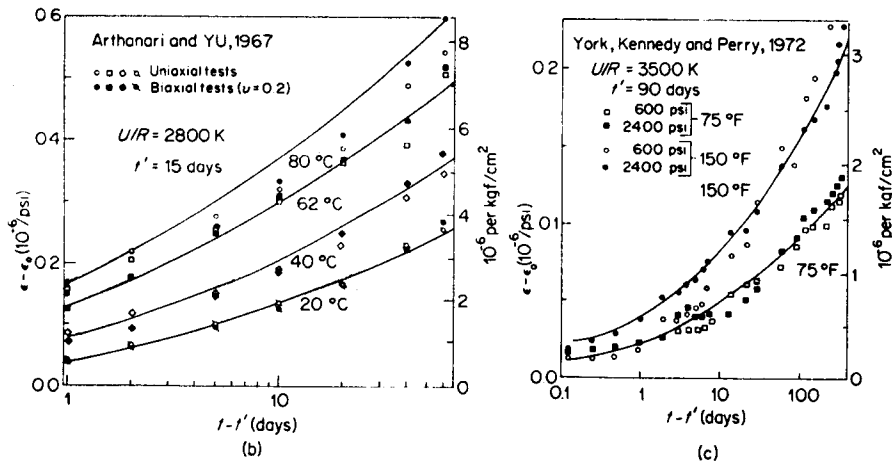 Arthanari and YU, 1967
Uniaxial tests
Biaxial tests (υ=0.2)
U/R = 2800 K
t' = 15 days
80 °C
62 °C
40 °C
20 °C
0.6
0.4
0.2
0.0
ε - ε₀ (10⁻⁶/psi)
8
6
4
2
0
10⁻⁶ per kgf/cm²
1
10
t - t' (days)
(b)
York, Kennedy and Perry, 1972
U/R = 3500 K
t' = 90 days
600 psi
2400 psi
75 °F
600 psi
2400 psi
150 °F
150 °F
75 °F
0.2
0.1
0.0
ε - ε₀ (10⁻⁶/psi)
3
2
1
0
10⁻⁶ per kgf/cm²
0.1
1
10
100
t - t' (days)
(c)